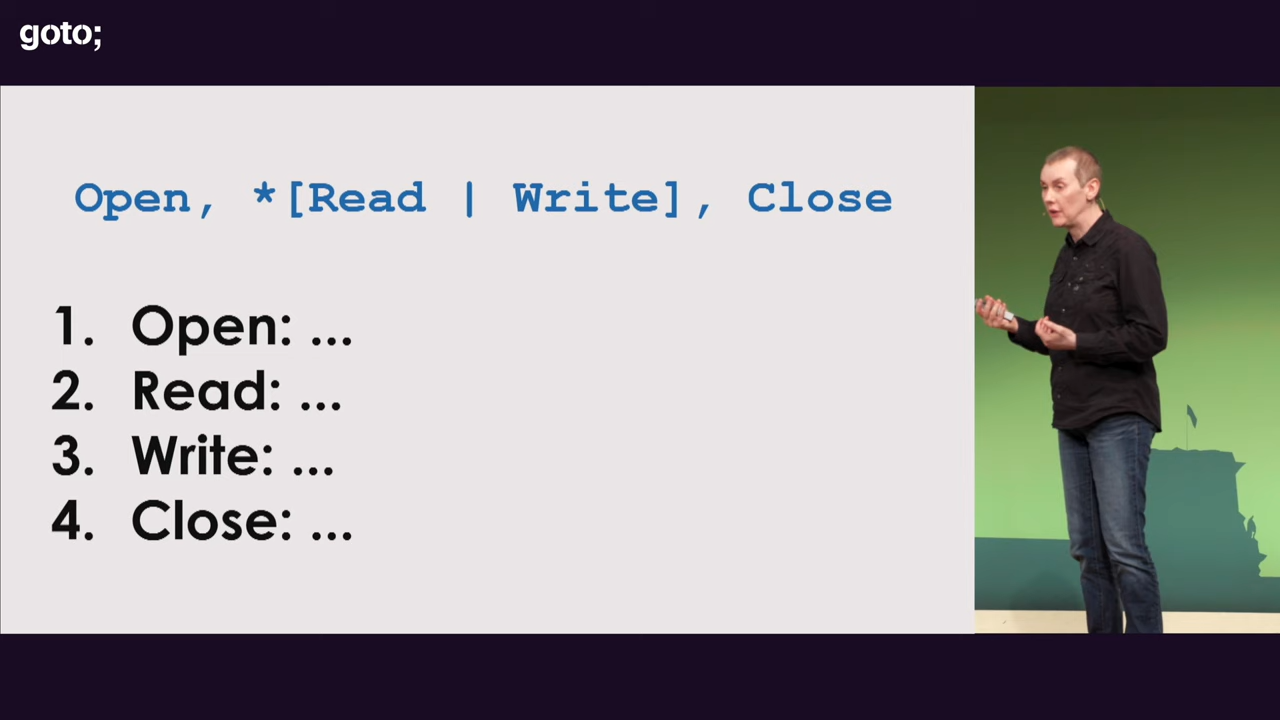 goto;
Open, *[Read | Write], Close
1. Open: ...
2. Read: ...
3. Write: ...
4. Close: ...